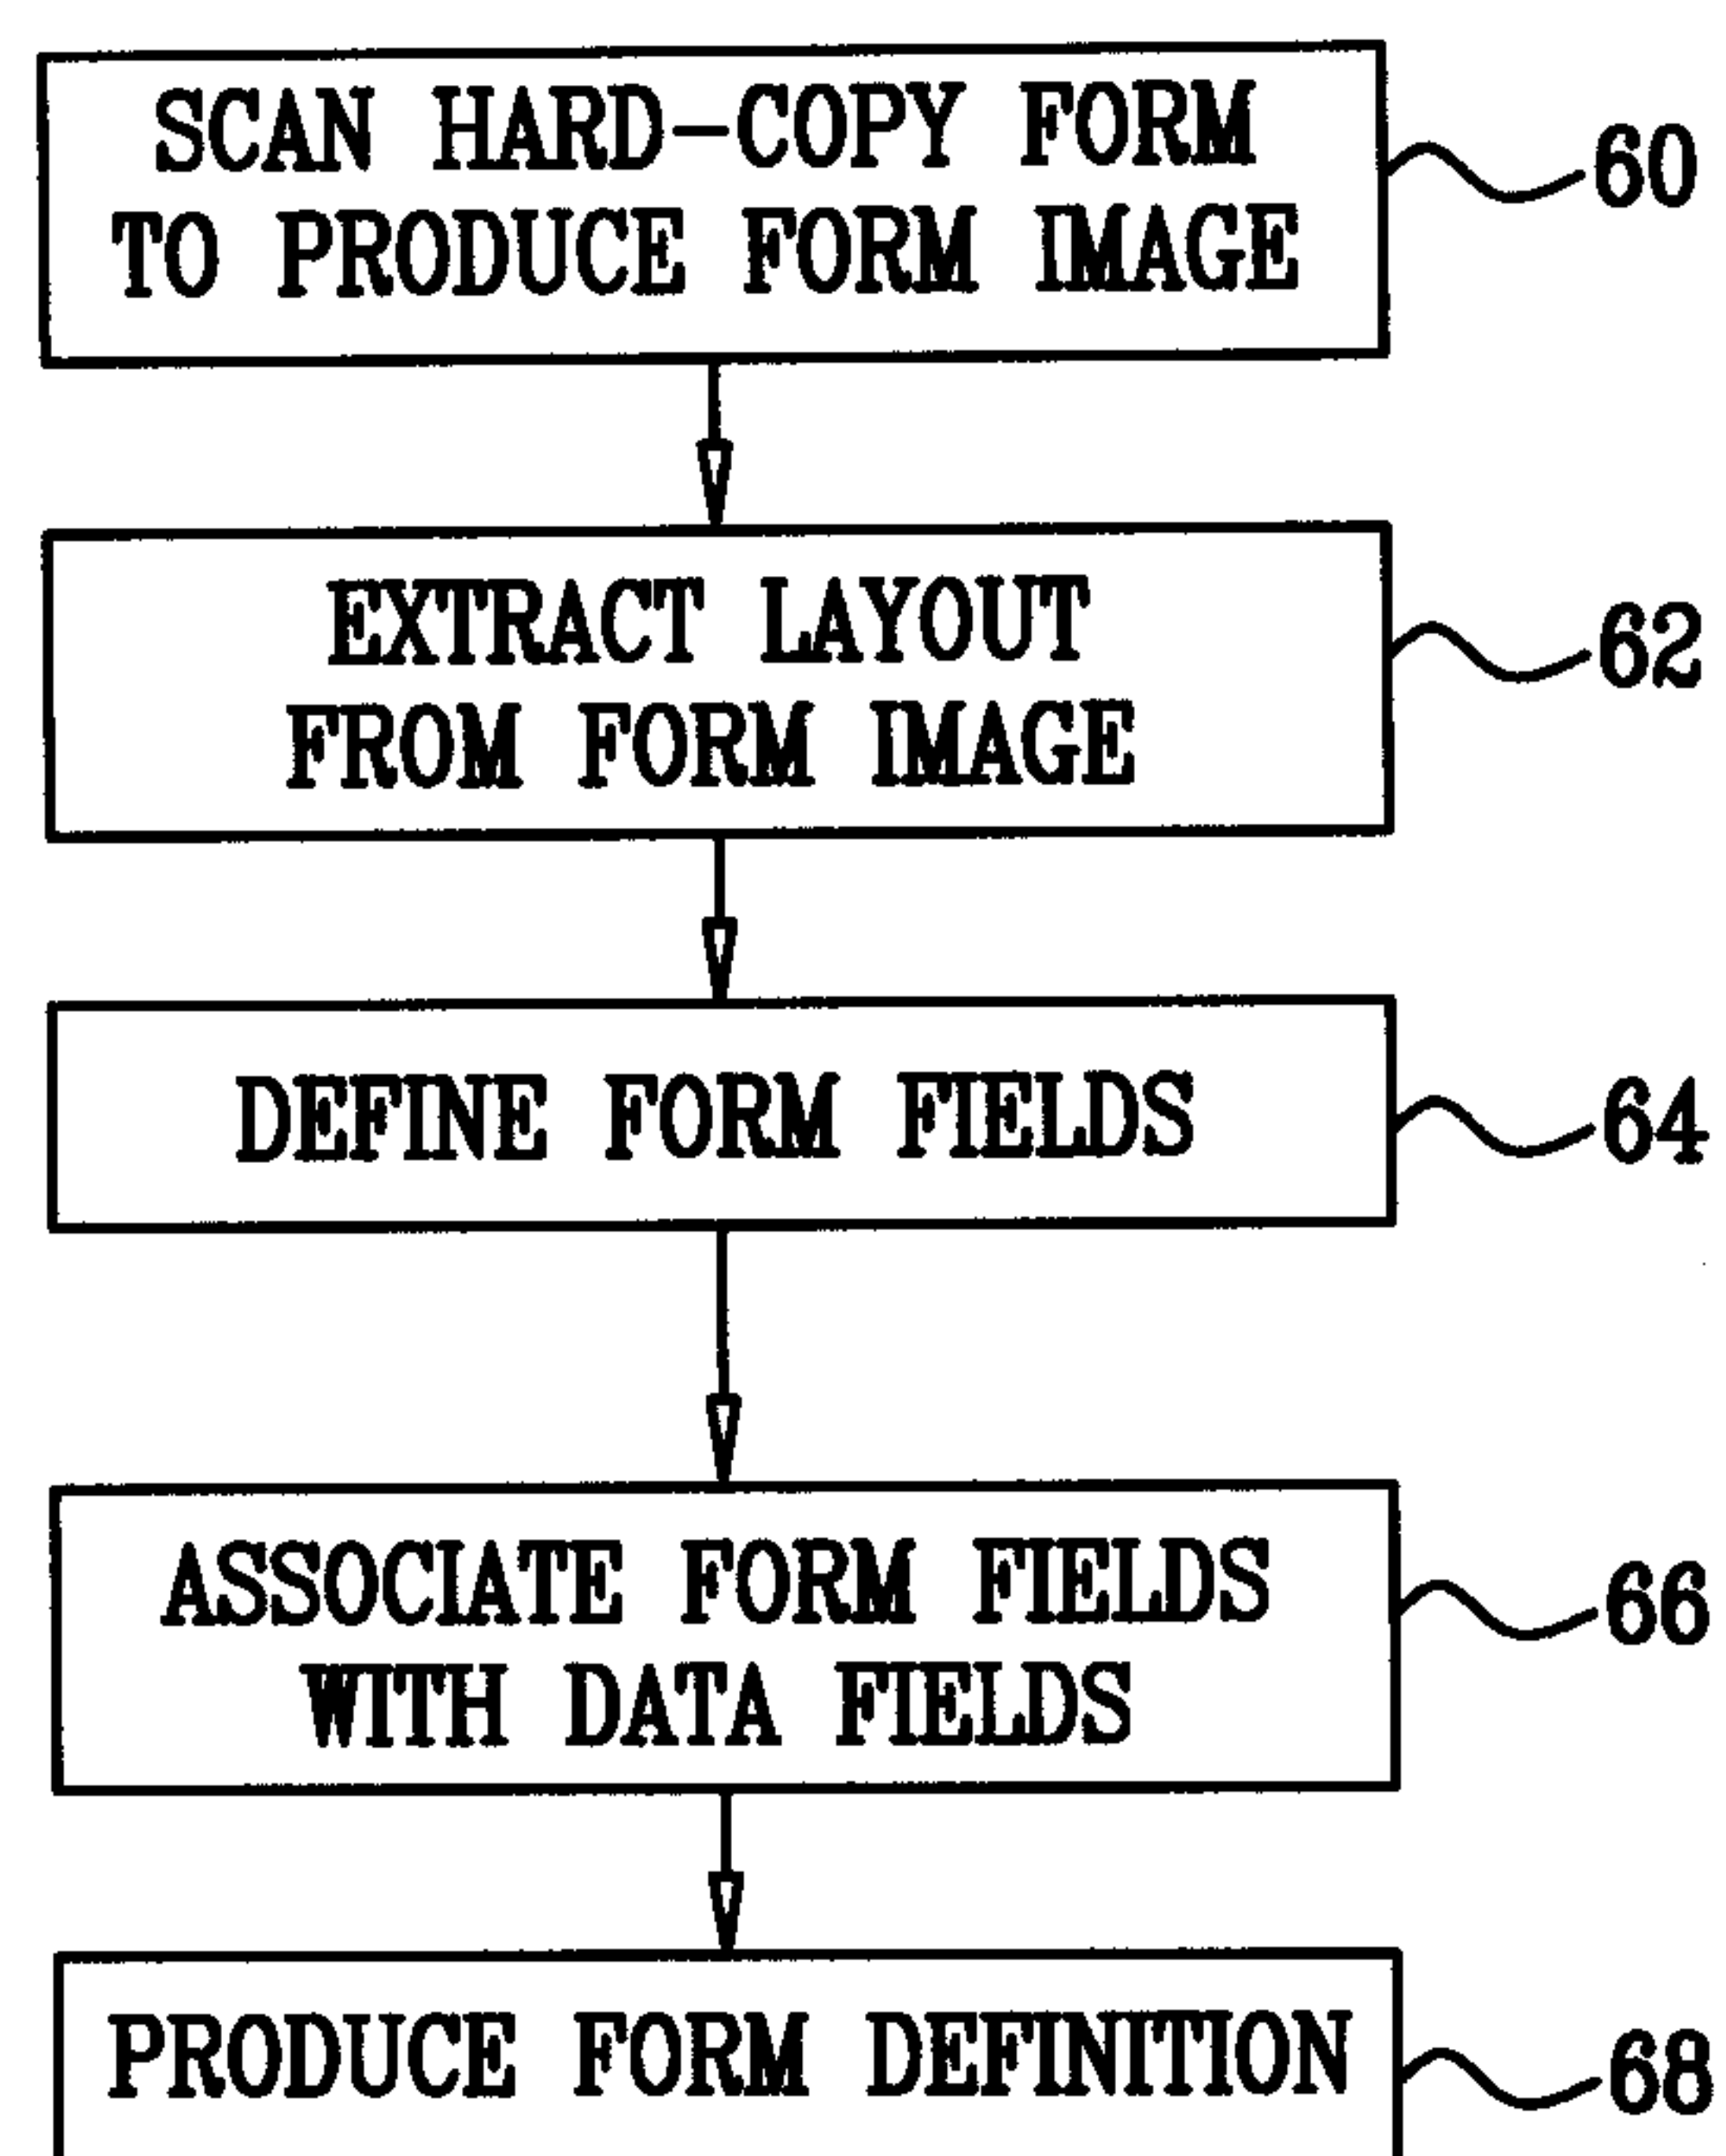 SCAN HARD-COPY FORM
TO PRODUCE FORM IMAGE
60
EXTRACT LAYOUT
FROM FORM IMAGE
62
DEFINE FORM FIELDS
64
ASSOCIATE FORM FIELDS
WITH DATA FIELDS
66
PRODUCE FORM DEFINITION
68